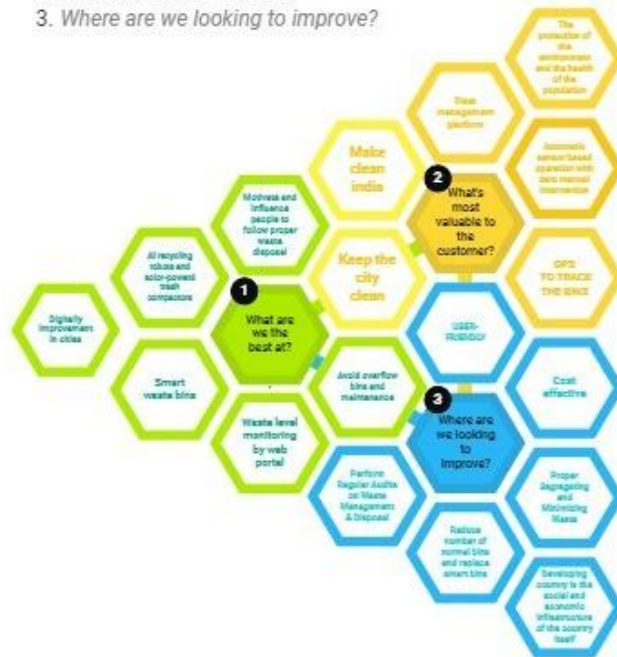 3. Where are we looking to improve?
The
protection of
the
environment
and the health
of the
population
management
platform
Make
clean
india
Automatic
sensor based
operation with
zero manual
intervention
2
What's
most
valuable to
the
customer?
Motivate and
influence
people to
follow proper
waste
disposal
Keep the
city
clean
GPS
TO TRACK
THE BINS
AI recycling
robots and
solar-powered
trash
compactors
1
What are
we the
best at?
USER-
FRIENDLY
Digitally
improvement
in cities
Smart
waste bins
Avoid overflow
bins and
maintenance
Cost
effective
3
Where are
we looking
to
improve?
Waste level
monitoring
by web
portal
Perform
Regular Audits
on Waste
Management
& Disposal
Proper
Segregating
and
Minimizing
Waste
Reduce
number of
normal bins
and replace
smart bins
Developing
country is the
social and
economic
infrastructure
of the country
itself